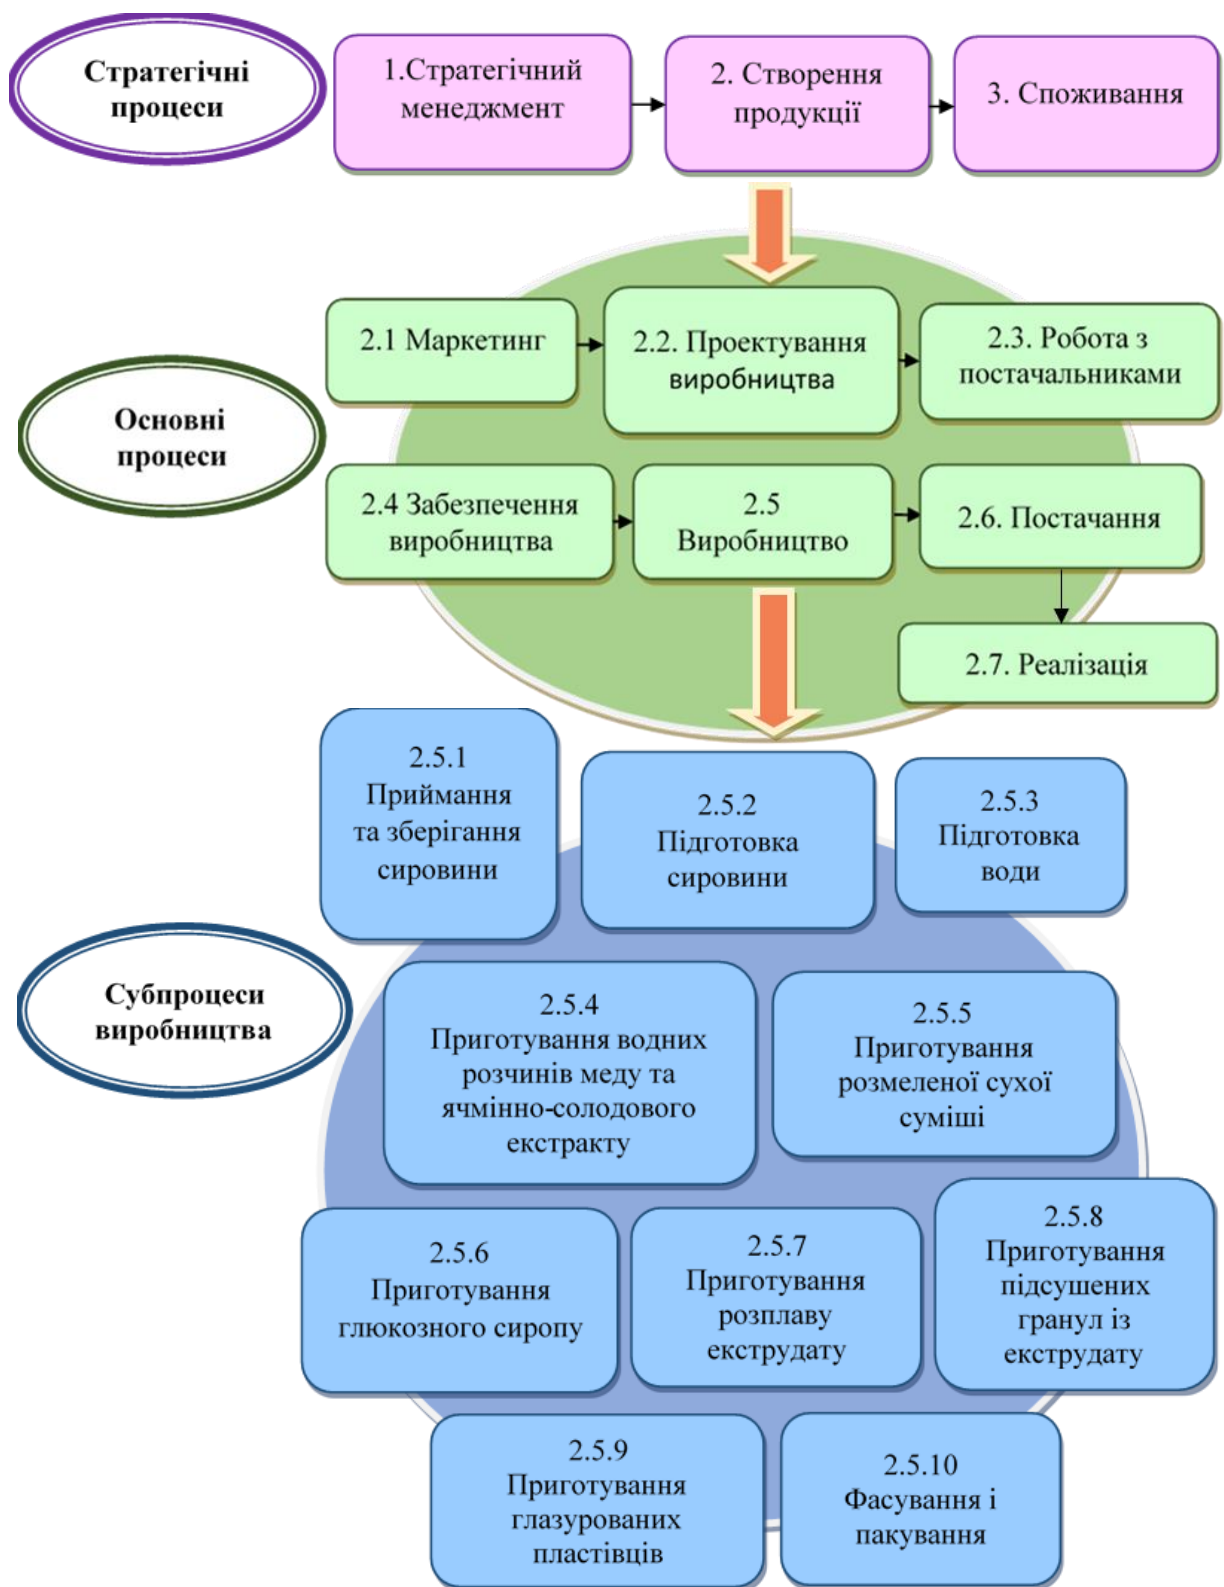 Стратегічні
процеси
1.Стратегічний
менеджмент
2. Створення
продукції
3. Споживання
Основні
процеси
2.1 Маркетинг
2.2. Проектування
виробництва
2.3. Робота з
постачальниками
2.4 Забезпечення
виробництва
2.5
Виробництво
2.6. Постачання
2.7. Реалізація
Субпроцеси
виробництва
2.5.1
Приймання
та зберігання
сировини
2.5.2
Підготовка
сировини
2.5.3
Підготовка
води
2.5.4
Приготування водних
розчинів меду та
ячмінно-солодового
екстракту
2.5.5
Приготування
розмеленої сухої
суміші
2.5.6
Приготування
глюкозного сиропу
2.5.7
Приготування
розплаву
екструдату
2.5.8
Приготування
підсушених
гранул із
екструдату
2.5.9
Приготування
глазурованих
пластівців
2.5.10
Фасування і
пакування